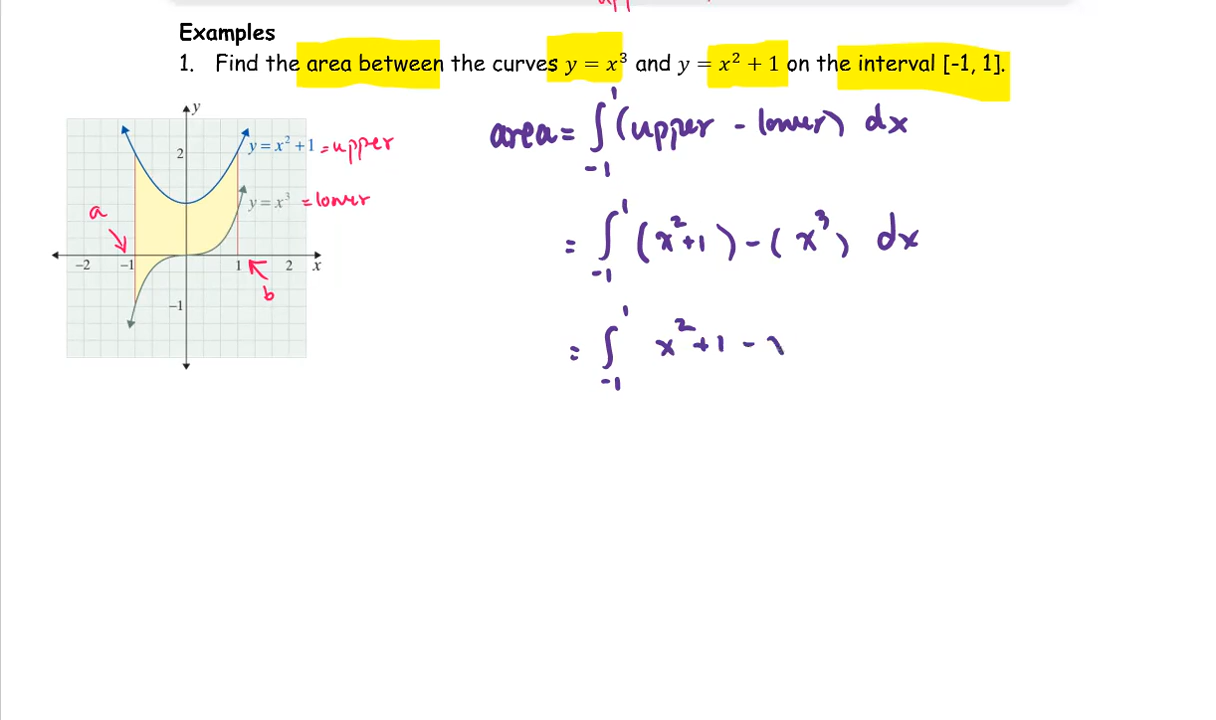 Examples
1. Find the area between the curves y = x³ and y = x² + 1 on the interval [-1, 1].
y
area = ∫₋₁¹ (upper - lower) dx
y = x² + 1 = upper
2
y = x³ = lower
a
= ∫₋₁¹ (x²+1) - (x³) dx
−2 −1 1 2 x
b
−1
= ∫₋₁¹ x²+1 -